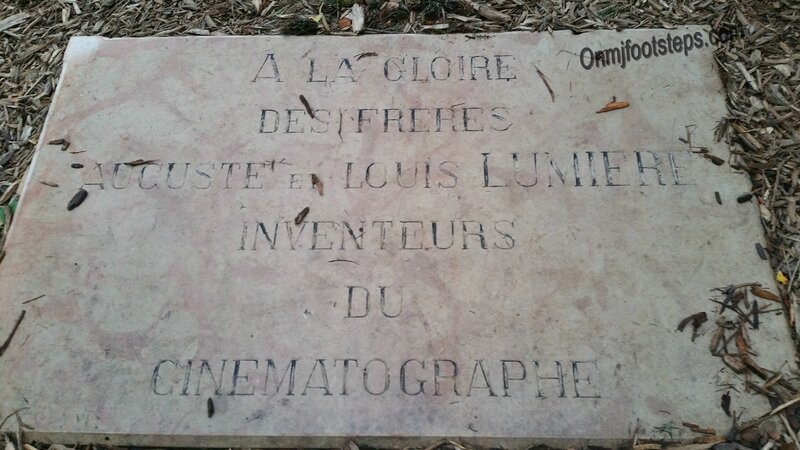 Onmjfootsteps.com
A LA GLOIRE
DES FRERES
AUGUSTE ET LOUIS LUMIERE
INVENTEURS
DU
CINEMATOGRAPHE